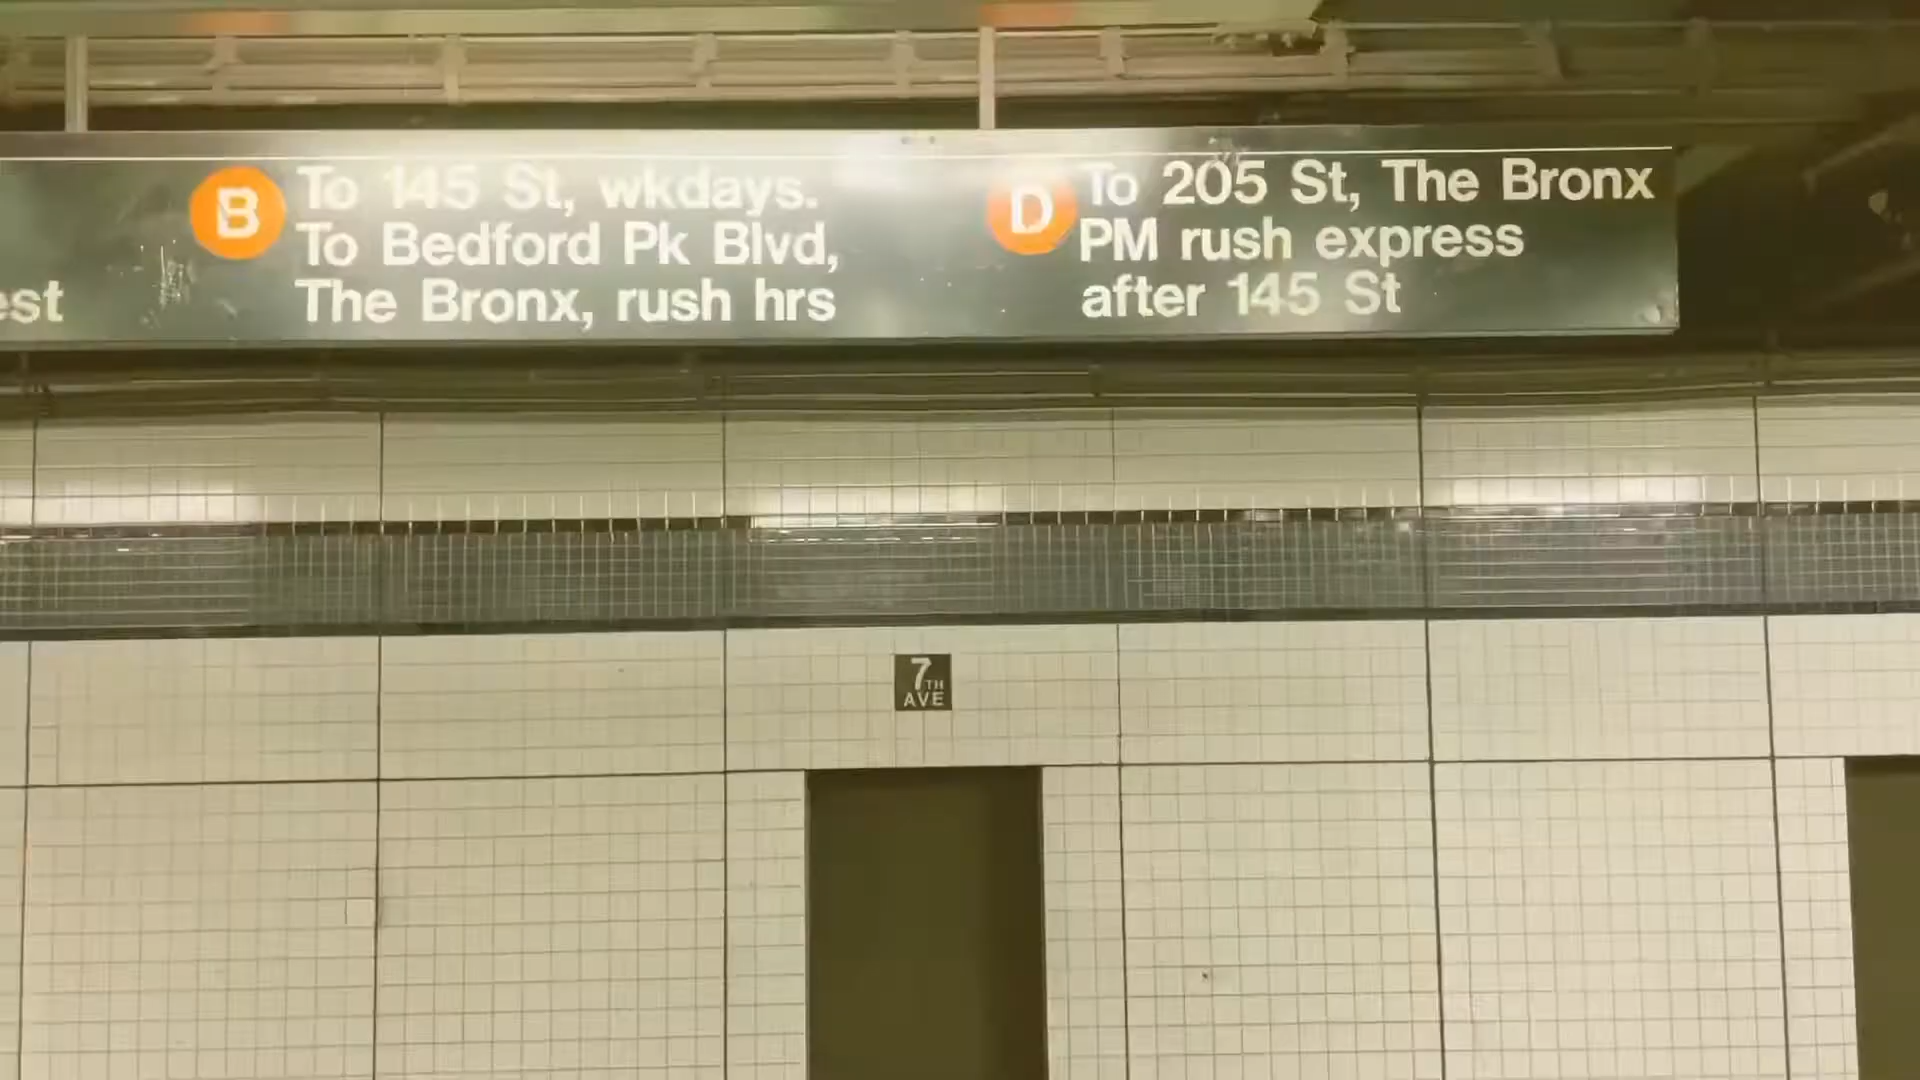 est
B
To 145 St, wkdays.
To Bedford Pk Blvd,
The Bronx, rush hrs
D
To 205 St, The Bronx
PM rush express
after 145 St
7TH
AVE